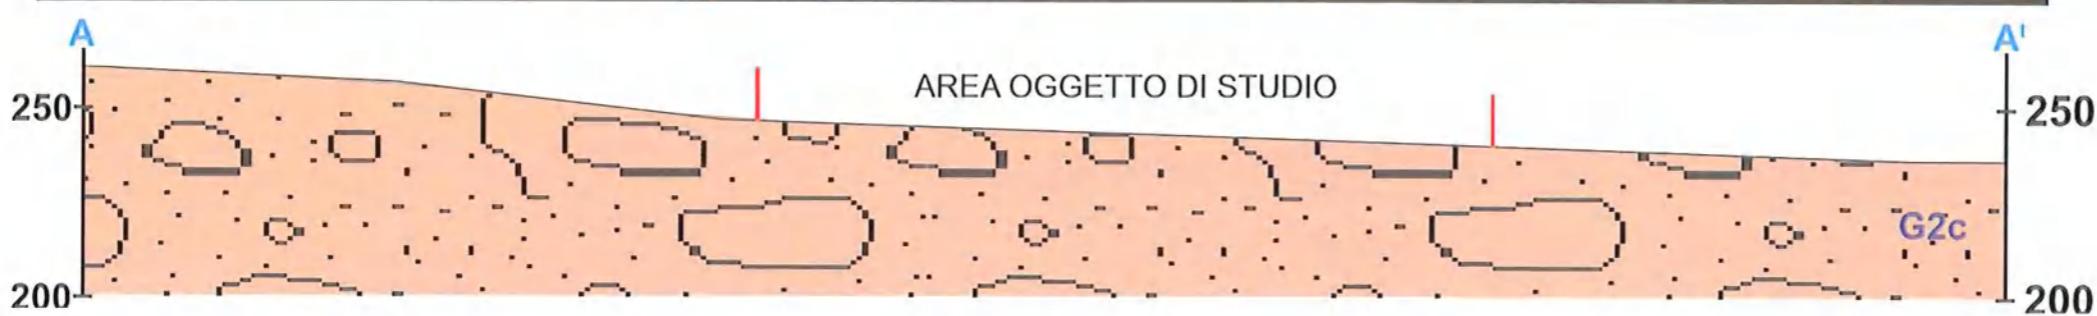 A A'
AREA OGGETTO DI STUDIO
250 250
G2c
200 200